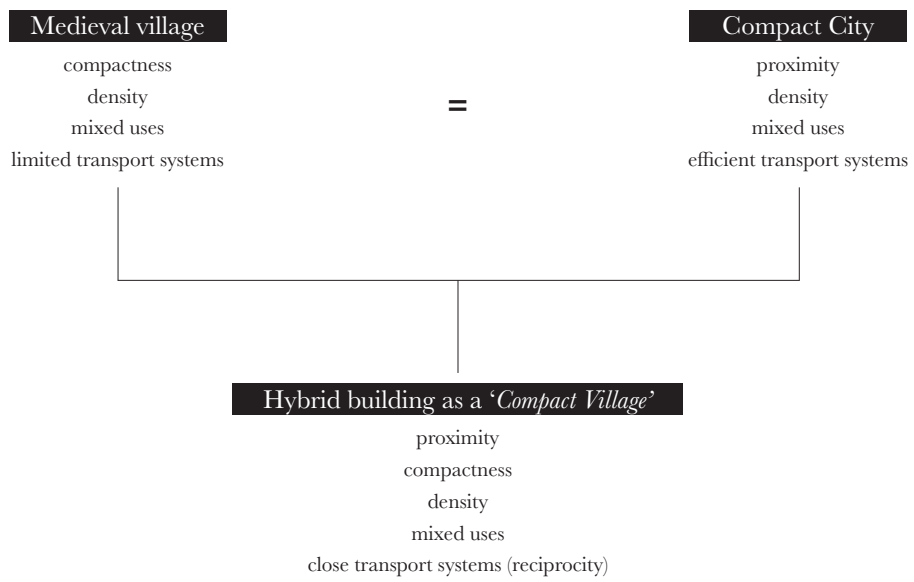 Medieval village
compactness
density
mixed uses
limited transport systems
=
Compact City
proximity
density
mixed uses
efficient transport systems
Hybrid building as a ‘Compact Village’
proximity
compactness
density
mixed uses
close transport systems (reciprocity)